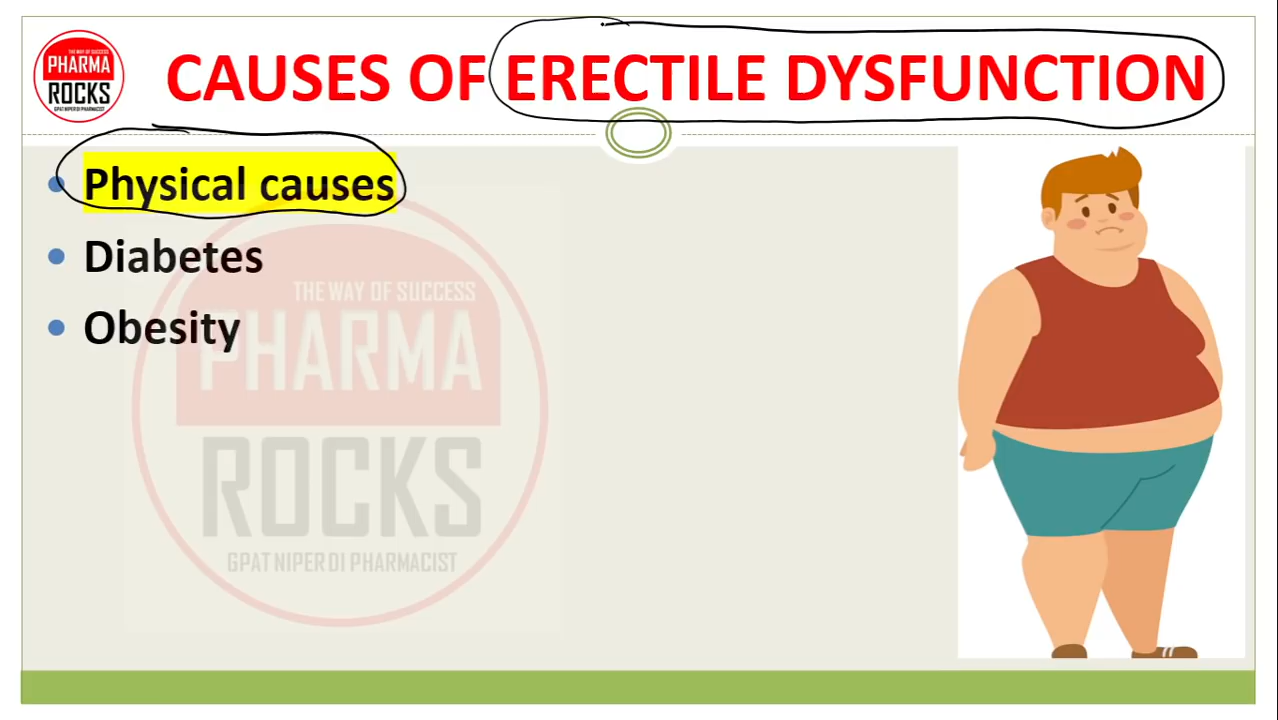 THE WAY OF SUCCESS
PHARMA
ROCKS
GPAT NIPER DI PHARMACIST
CAUSES OF ERECTILE DYSFUNCTION
• Physical causes
• Diabetes
• Obesity
THE WAY OF SUCCESS
PHARMA
ROCKS
GPAT NIPER DI PHARMACIST